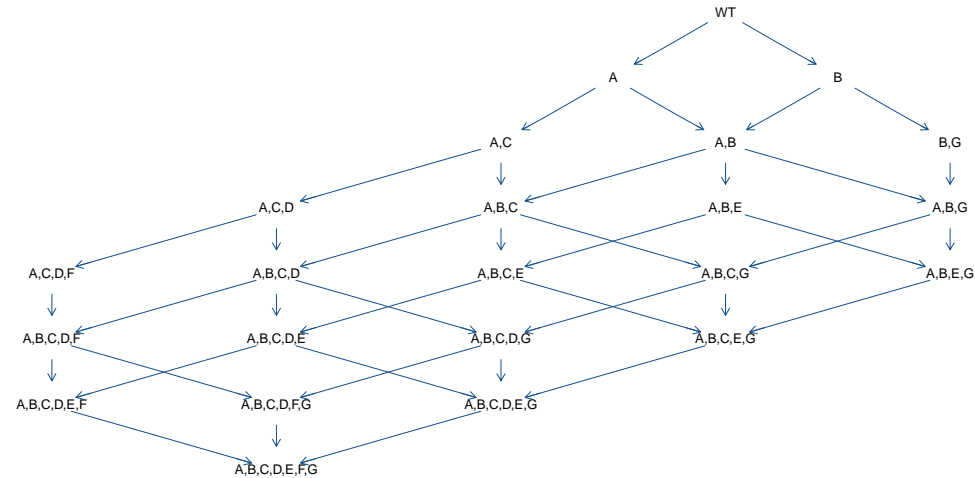 WT
A
B
A,C
A,B
B,G
A,C,D
A,B,C
A,B,E
A,B,G
A,C,D,F
A,B,C,D
A,B,C,E
A,B,C,G
A,B,E,G
A,B,C,D,F
A,B,C,D,E
A,B,C,D,G
A,B,C,E,G
A,B,C,D,E,F
A,B,C,D,F,G
A,B,C,D,E,G
A,B,C,D,E,F,G